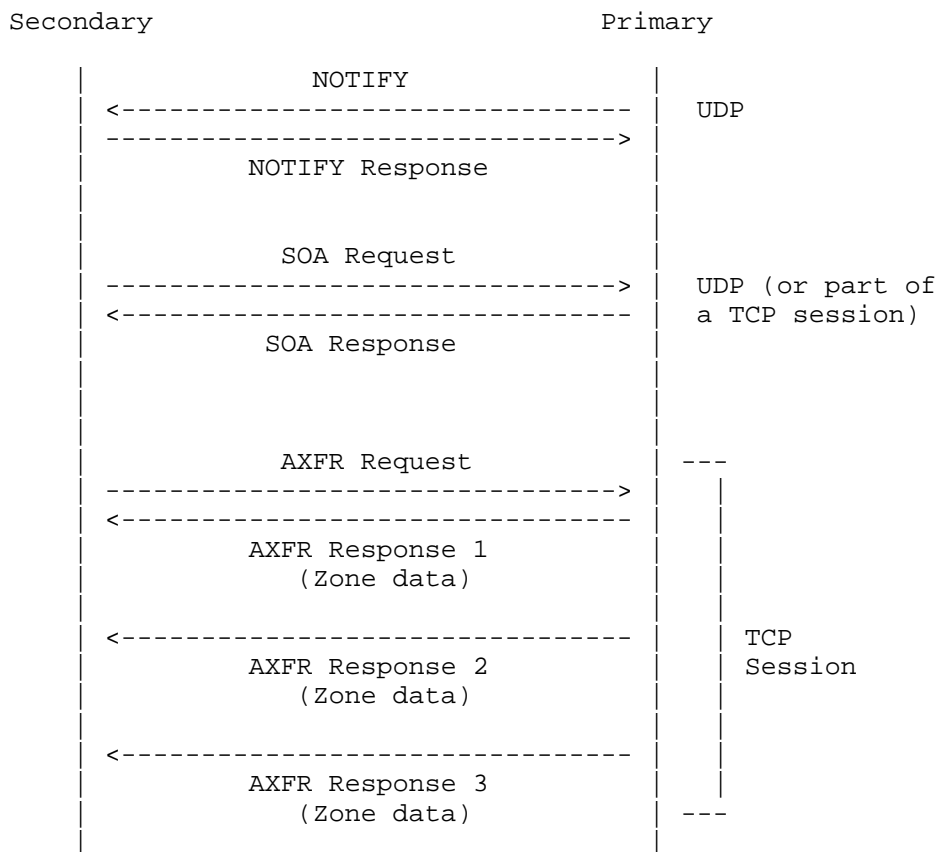 Secondary Primary
NOTIFY
UDP
NOTIFY Response
SOA Request
UDP (or part of
a TCP session)
SOA Response
AXFR Request
AXFR Response 1
(Zone data)
TCP
AXFR Response 2 Session
(Zone data)
AXFR Response 3
(Zone data)